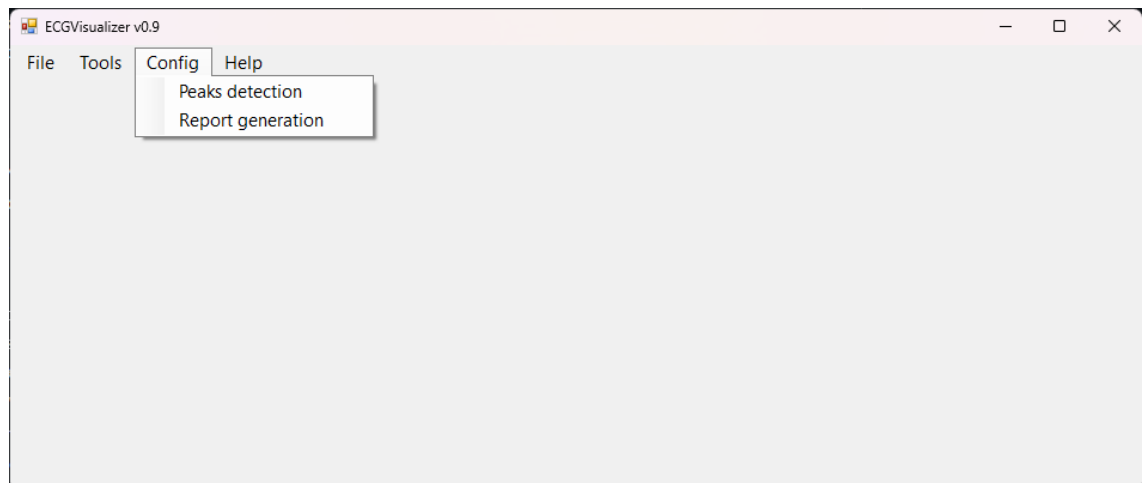 ECGVisualizer v0.9
File Tools Config Help
Peaks detection
Report generation